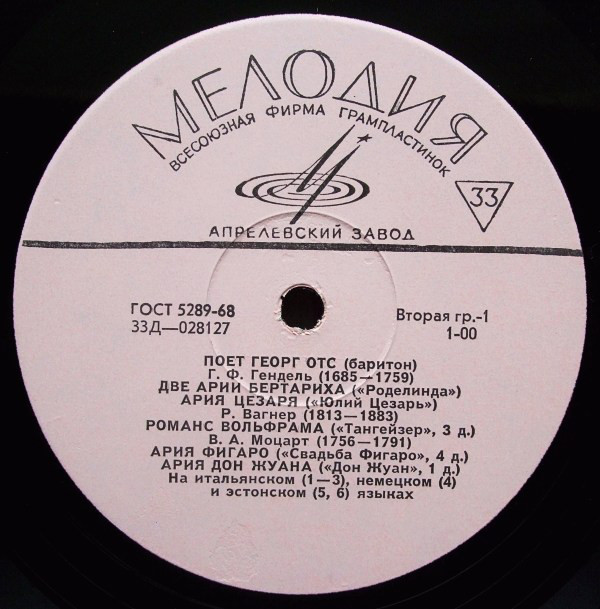 МЕЛОДИЯ
ВСЕСОЮЗНАЯ ФИРМА ГРАМПЛАСТИНОК
33
АПРЕЛЕВСКИЙ ЗАВОД
ГОСТ 5289-68
33Д—028127
Вторая гр.-1
1-00
ПОЕТ ГЕОРГ ОТС (баритон)
Г. Ф. Гендель (1685—1759)
ДВЕ АРИИ БЕРТАРИХА («Роделинда»)
АРИЯ ЦЕЗАРЯ («Юлий Цезарь»)
Р. Вагнер (1813—1883)
РОМАНС ВОЛЬФРАМА («Тангейзер», 3 д.)
В. А. Моцарт (1756—1791)
АРИЯ ФИГАРО («Свадьба Фигаро», 4 д.)
АРИЯ ДОН ЖУАНА («Дон Жуан», 1 д.)
На итальянском (1—3), немецком (4)
и эстонском (5, 6) языках